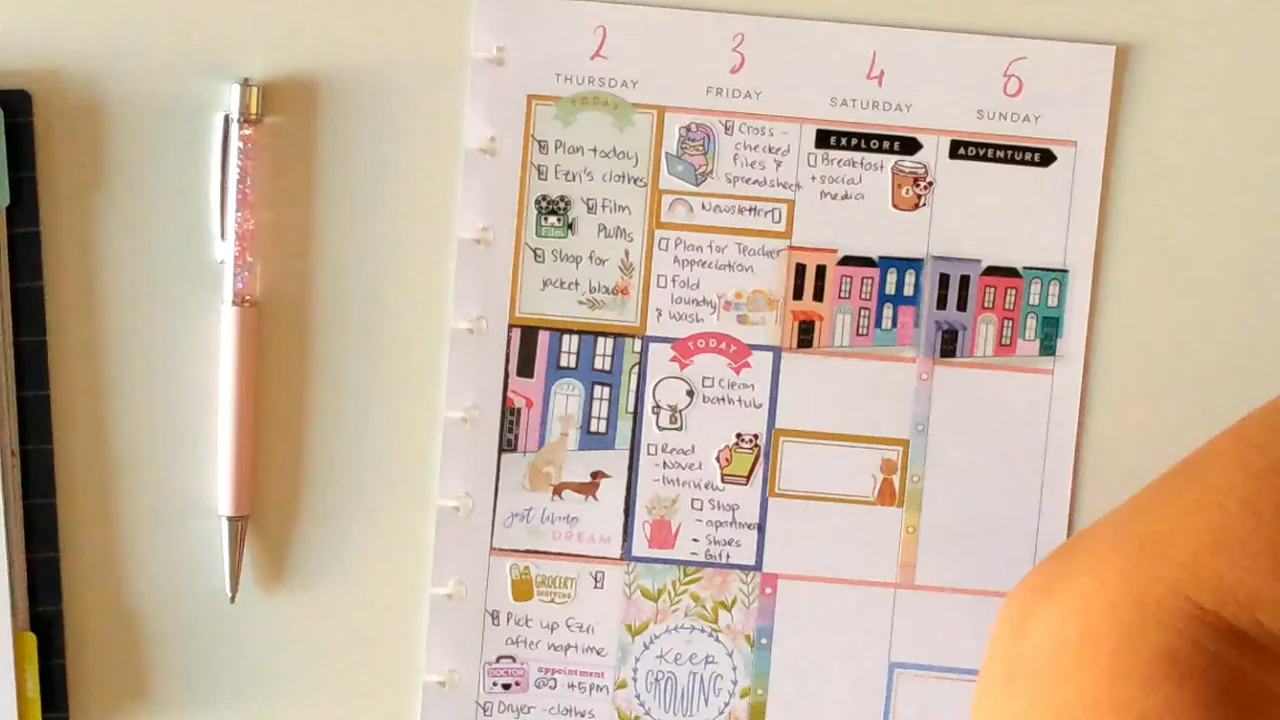 2
THURSDAY
TODAY
Plan today
Ezri's clothes
Film
Film
PWMs
Shop for
jacket, blouse
just living
DREAM
GROCERY
SHOPPING
Pick up Ezri
after naptime
DOCTOR
appointment
@ 2:45pm
Dryer - clothes
3
FRIDAY
Cross-
checked
files &
spreadsheet
Newsletter
Plan for Teacher
Appreciation
fold
laundry
& wash
TODAY
Clean
bathtub
Read
- Novel
- Interview
Shop
- apartment
- Shoes
- Gift
Keep
GROWING
4
SATURDAY
EXPLORE
Breakfast
+ social
media
5
SUNDAY
ADVENTURE